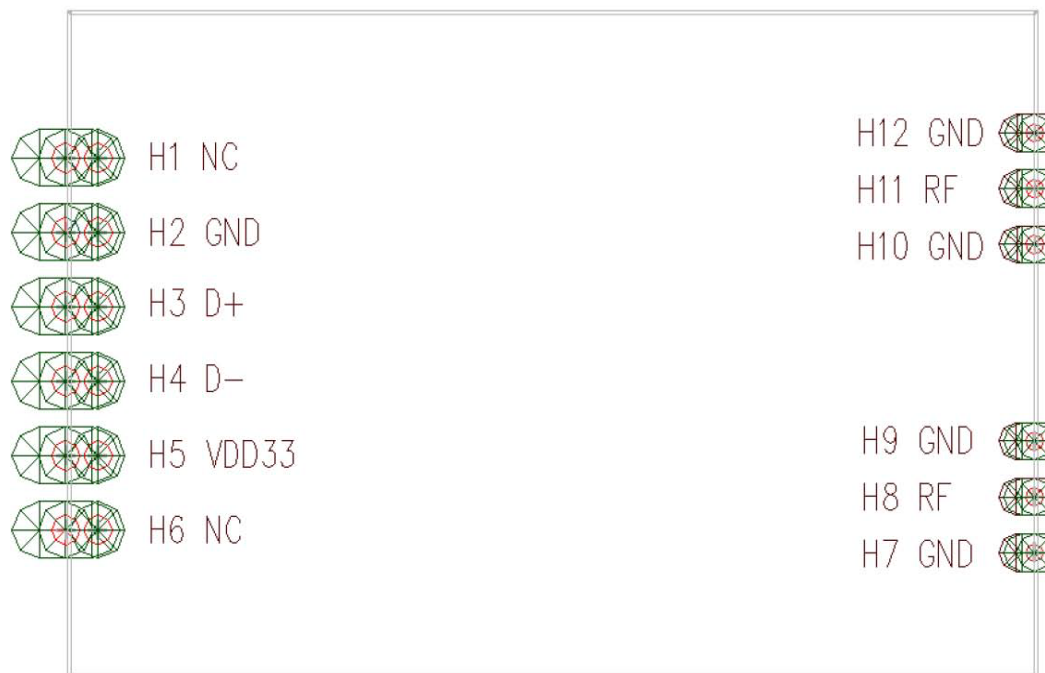 H1 NC
H2 GND
H3 D+
H4 D-
H5 VDD33
H6 NC
H12 GND
H11 RF
H10 GND
H9 GND
H8 RF
H7 GND